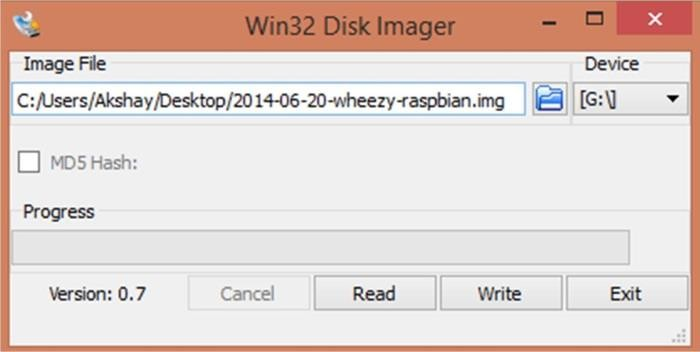 Win32 Disk Imager
Image File
Device
C:/Users/Akshay/Desktop/2014-06-20-wheezy-raspbian.img
[G:\]
MD5 Hash:
Progress
Version: 0.7
Cancel
Read
Write
Exit